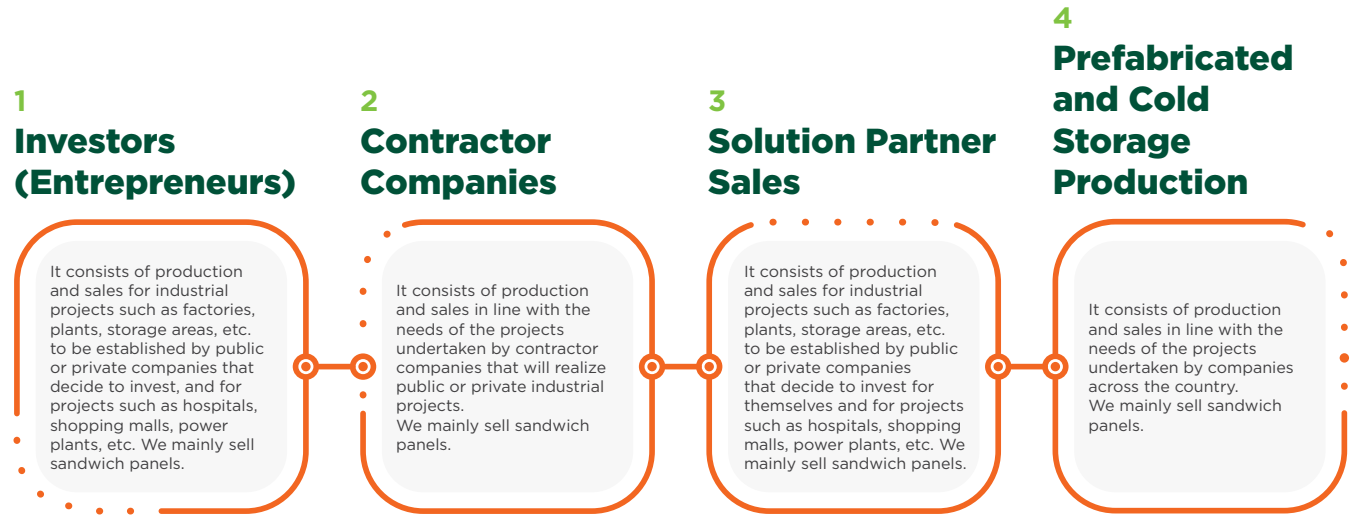 1
Investors
(Entrepreneurs)
It consists of production
and sales for industrial
projects such as factories,
plants, storage areas, etc.
to be established by public
or private companies that
decide to invest, and for
projects such as hospitals,
shopping malls, power
plants, etc. We mainly sell
sandwich panels.
2
Contractor
Companies
It consists of production
and sales in line with the
needs of the projects
undertaken by contractor
companies that will realize
public or private industrial
projects.
We mainly sell sandwich
panels.
3
Solution Partner
Sales
It consists of production
and sales for industrial
projects such as factories,
plants, storage areas, etc.
to be established by public
or private companies
that decide to invest for
themselves and for projects
such as hospitals, shopping
malls, power plants, etc. We
mainly sell sandwich panels.
4
Prefabricated
and Cold
Storage
Production
It consists of production
and sales in line with the
needs of the projects
undertaken by companies
across the country.
We mainly sell sandwich
panels.